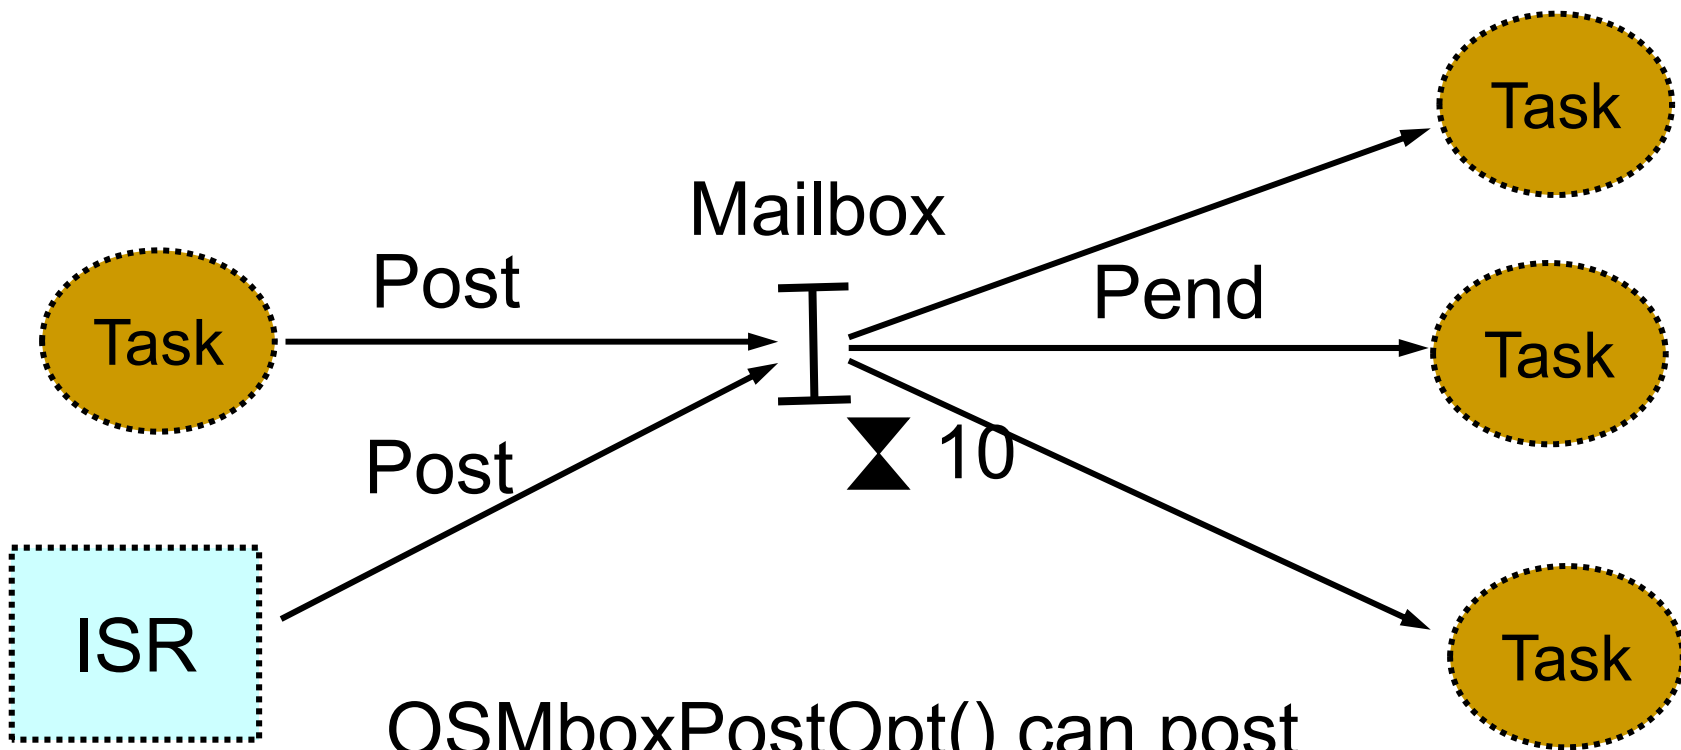 Task
Mailbox
Post
Pend
Task
Task
10
Post
ISR
Task
OSMboxPostOpt() can post